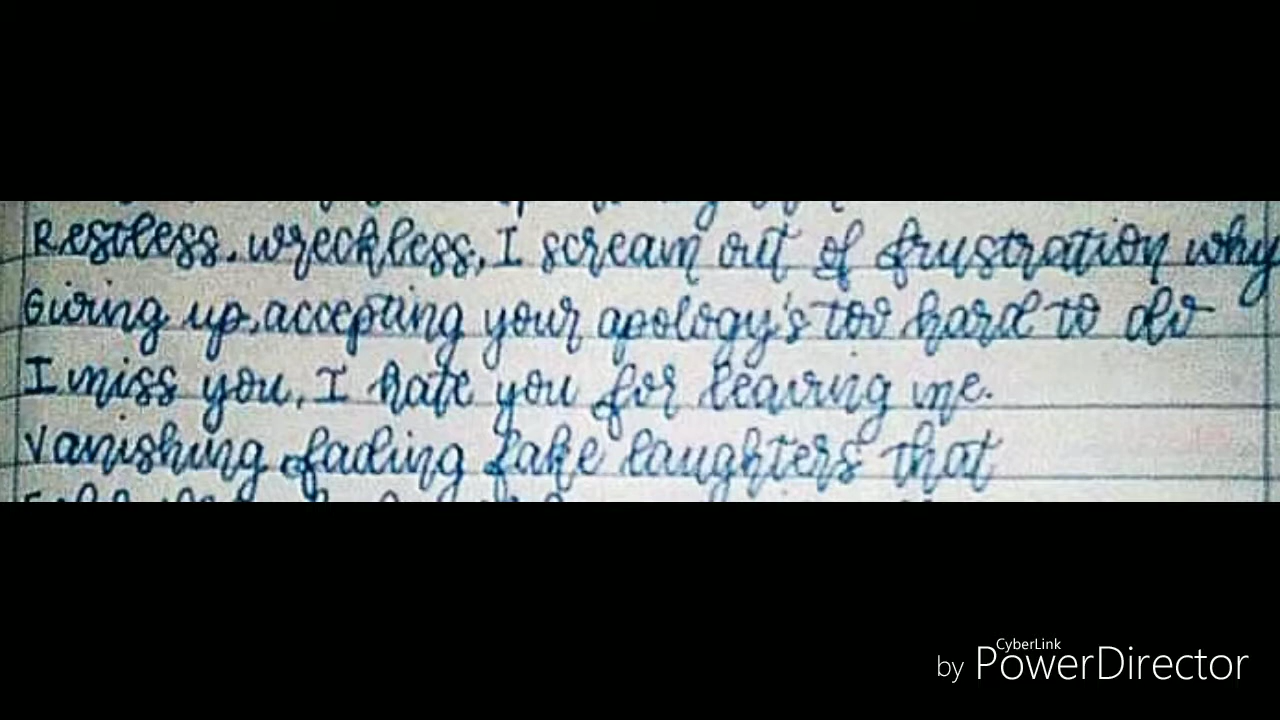 Restless, wreckless, I scream out of frustration why
Giving up, accepting your apology's too hard to do
I miss you, I hate you for leaving me.
Vanishing fading fake laughters that
CyberLink
by PowerDirector